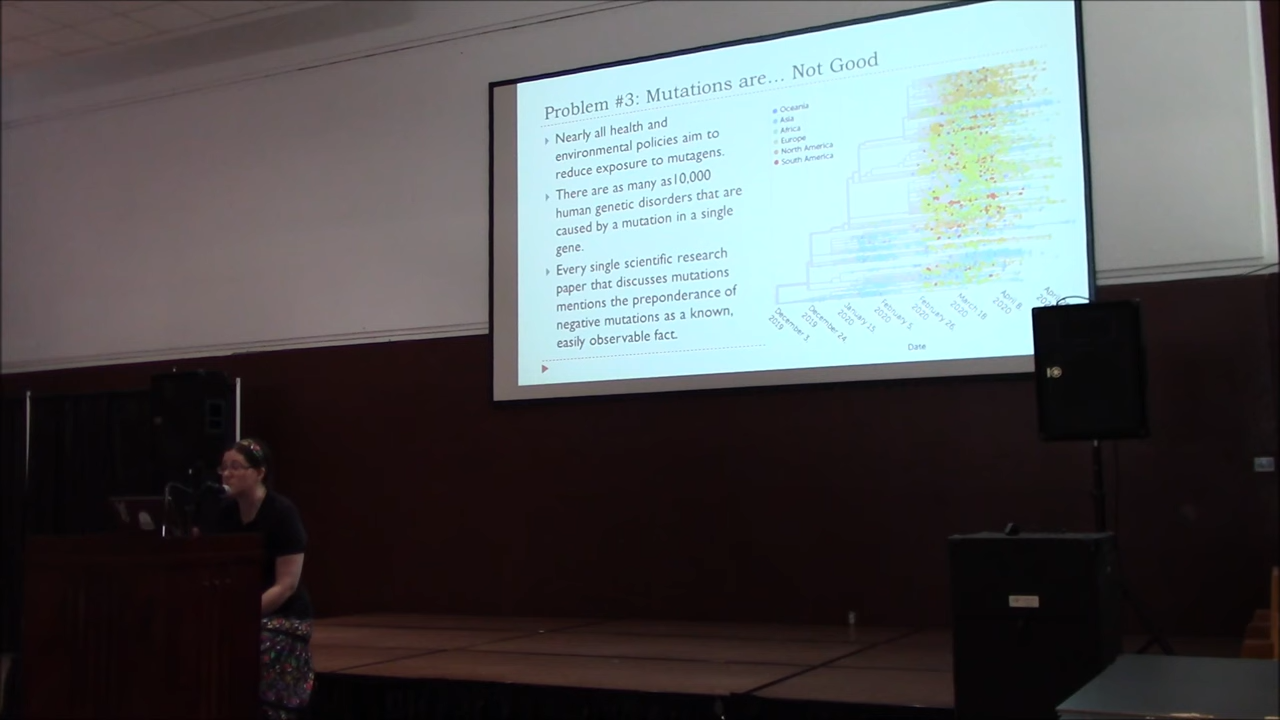 Problem #3: Mutations are... Not Good
Nearly all health and
environmental policies aim to
reduce exposure to mutagens.
There are as many as10,000
human genetic disorders that are
caused by a mutation in a single
gene.
Every single scientific research
paper that discusses mutations
mentions the preponderance of
negative mutations as a known,
easily observable fact.
Oceania
Asia
Africa
Europe
North America
South America
December 3
2019
December 24
2019
January 15
2020
February 5
2020
February 26
2020
March 18
2020
April 8
2020
Date